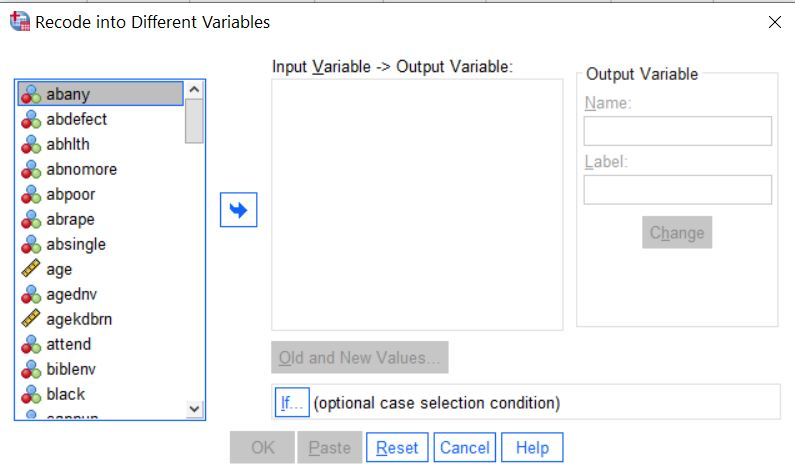 Recode into Different Variables
Input Variable -> Output Variable:
abany
abdefect
abhlth
abnomore
abpoor
abrape
absingle
age
agednv
agekdbrn
attend
biblenv
black
Output Variable
Name:
Label:
Change
Old and New Values...
If... (optional case selection condition)
OK
Paste
Reset
Cancel
Help